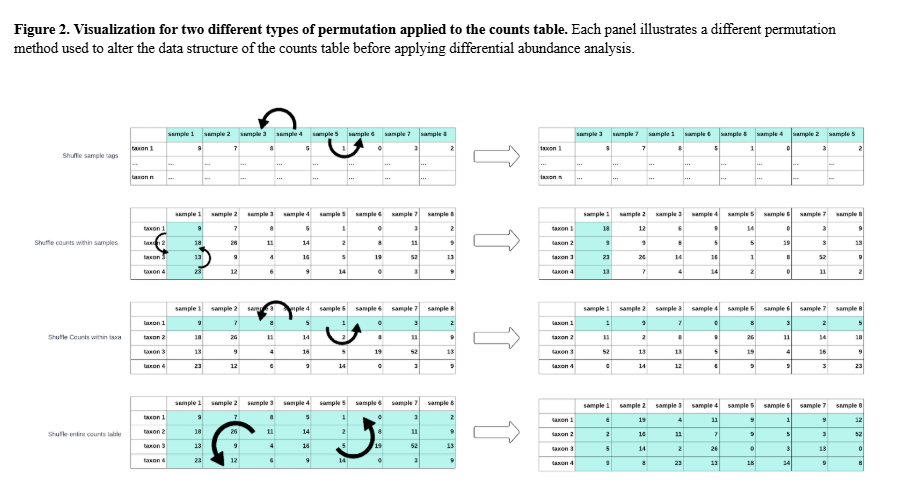 Figure 2. Visualization for two different types of permutation applied to the counts table. Each panel illustrates a different permutation
method used to alter the data structure of the counts table before applying differential abundance analysis.
Shuffle sample tags
sample 1 sample 2 sample 3 sample 4 sample 5 sample 6 sample 7 sample 8
taxon 1 9 7 8 5 1 0 3 2
... ... ... ... ... ... ... ... ...
taxon n ... ... ... ... ... ... ... ...
sample 3 sample 7 sample 1 sample 6 sample 8 sample 4 sample 2 sample 5
taxon 1 9 7 8 5 1 0 3 2
... ... ... ... ... ... ... ... ...
taxon n ... ... ... ... ... ... ... ...
Shuffle counts within samples
sample 1 sample 2 sample 3 sample 4 sample 5 sample 6 sample 7 sample 8
taxon 1 9 7 8 5 1 0 3 2
taxon 2 18 26 11 14 2 8 11 9
taxon 3 13 9 4 16 5 19 52 13
taxon 4 23 12 6 9 14 0 3 9
sample 1 sample 2 sample 3 sample 4 sample 5 sample 6 sample 7 sample 8
taxon 1 18 12 6 9 14 0 3 9
taxon 2 9 9 8 5 5 19 3 13
taxon 3 23 26 14 16 1 8 52 9
taxon 4 13 7 4 14 2 0 11 2
Shuffle Counts within taxa
sample 1 sample 2 sample 3 sample 4 sample 5 sample 6 sample 7 sample 8
taxon 1 9 7 8 5 1 0 3 2
taxon 2 18 26 11 14 2 8 11 9
taxon 3 13 9 4 16 5 19 52 13
taxon 4 23 12 6 9 14 0 3 9
sample 1 sample 2 sample 3 sample 4 sample 5 sample 6 sample 7 sample 8
taxon 1 1 9 7 0 8 3 2 5
taxon 2 11 2 8 9 26 11 14 18
taxon 3 52 13 13 5 19 4 16 9
taxon 4 0 14 12 6 9 9 3 23
Shuffle entire counts table
sample 1 sample 2 sample 3 sample 4 sample 5 sample 6 sample 7 sample 8
taxon 1 9 7 8 5 1 0 3 2
taxon 2 18 26 11 14 2 8 11 9
taxon 3 13 9 4 16 5 19 52 13
taxon 4 23 12 6 9 14 0 3 9
sample 1 sample 2 sample 3 sample 4 sample 5 sample 6 sample 7 sample 8
taxon 1 19 4 11 9 1 9 12
taxon 2 2 16 11 7 9 5 3 52
taxon 3 5 14 2 26 0 3 13 0
taxon 4 9 8 23 13 18 14 9